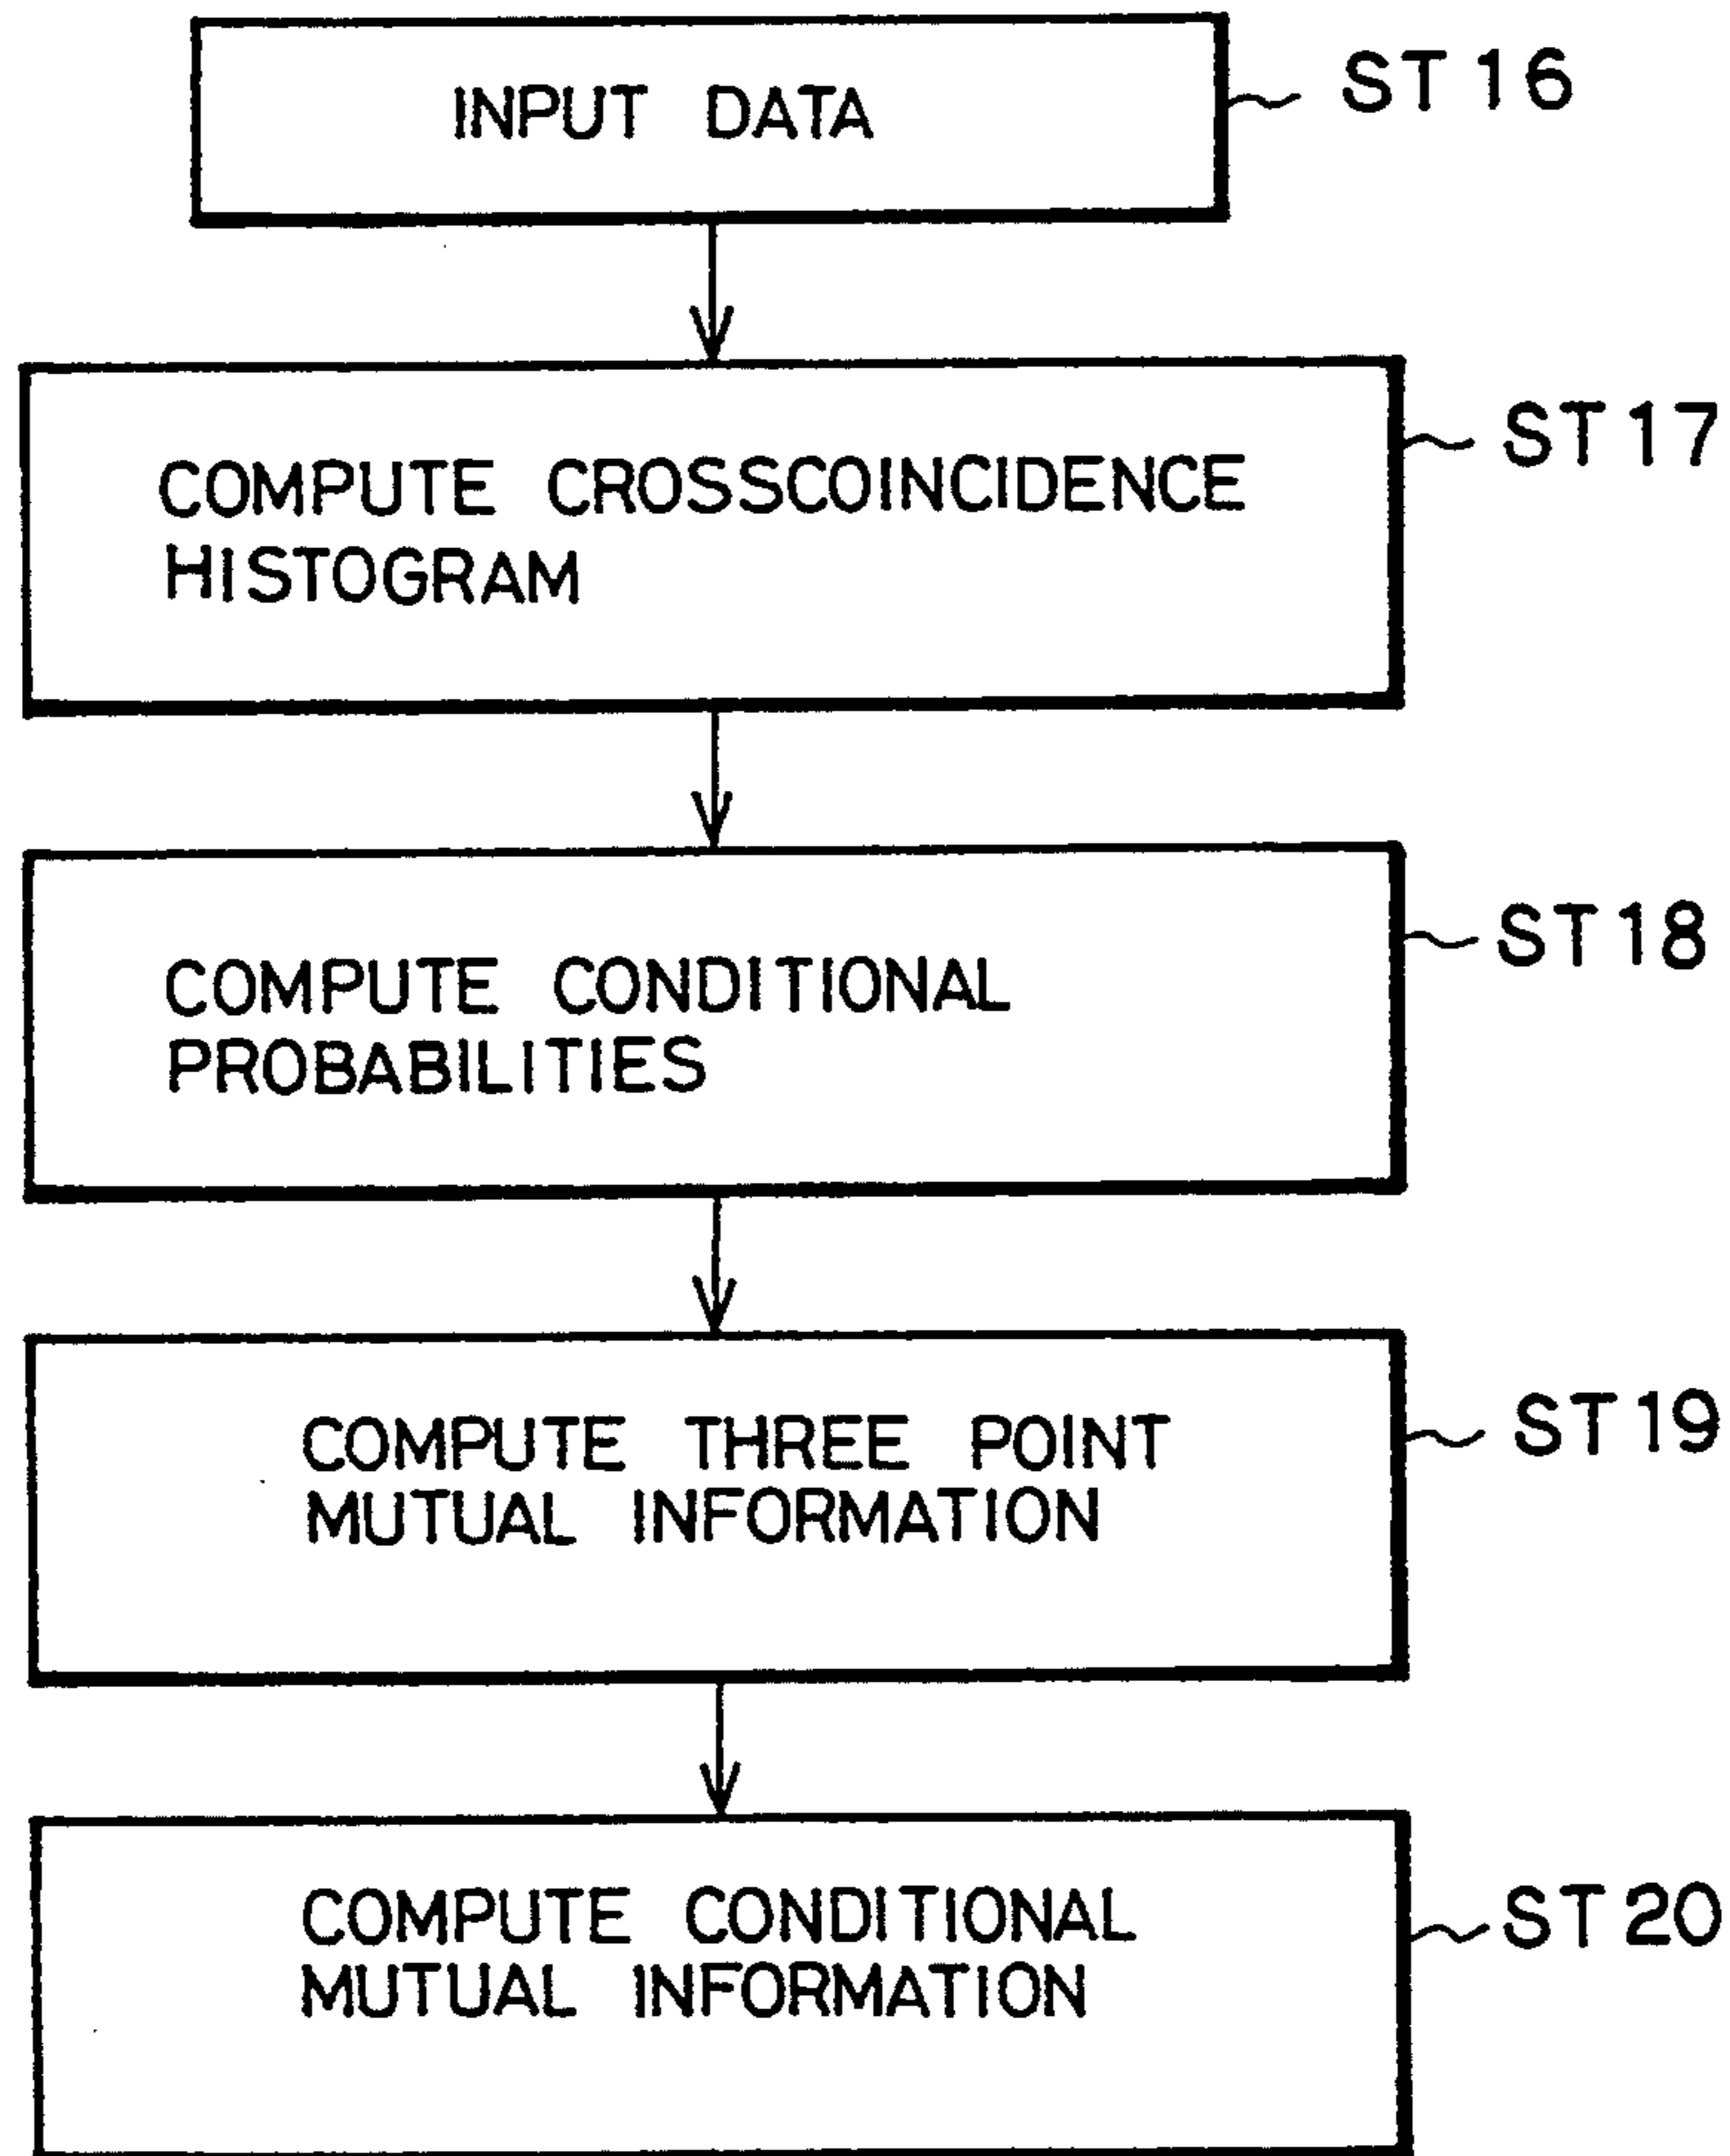 INPUT DATA
ST16
COMPUTE CROSSCOINCIDENCE
HISTOGRAM
ST17
COMPUTE CONDITIONAL
PROBABILITIES
ST18
COMPUTE THREE POINT
MUTUAL INFORMATION
ST19
COMPUTE CONDITIONAL
MUTUAL INFORMATION
ST20